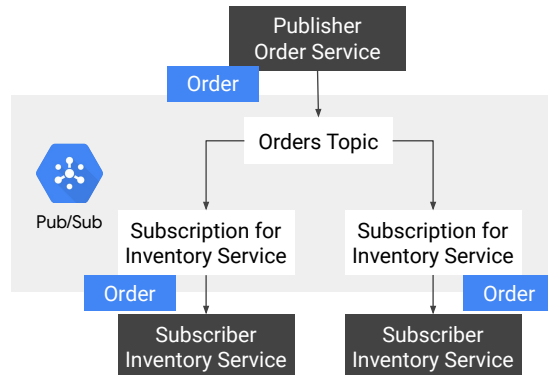 Publisher
Order Service
Order
Orders Topic
Pub/Sub
Subscription for
Inventory Service
Subscription for
Inventory Service
Order
Order
Subscriber
Inventory Service
Subscriber
Inventory Service